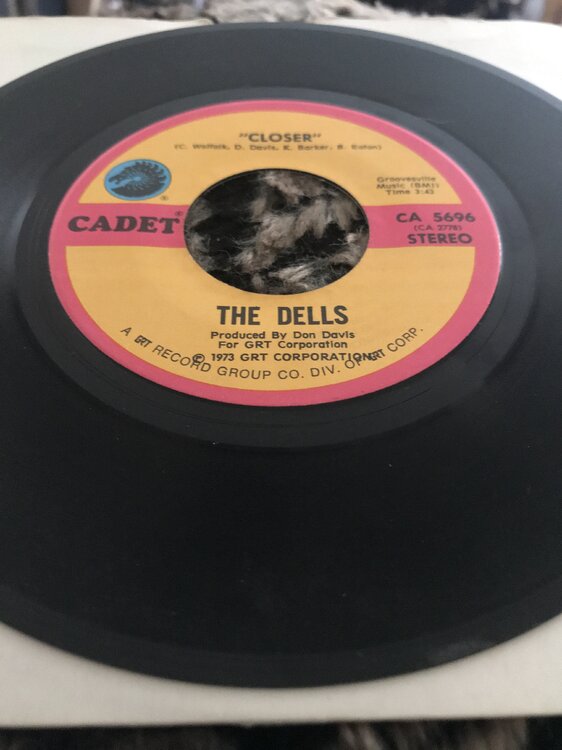 "CLOSER"
(C. Wolfolk, D. Davis, K. Barker, B. Eaton)
Groovesville
Music (BMI)
Time 3:42
CADET®
®
CA 5696
(CA 2778)
STEREO
THE DELLS
Produced By Don Davis
For GRT Corporation
© 1973 GRT CORPORATION
A GRT RECORD GROUP CO. DIV. OF GRT CORP.